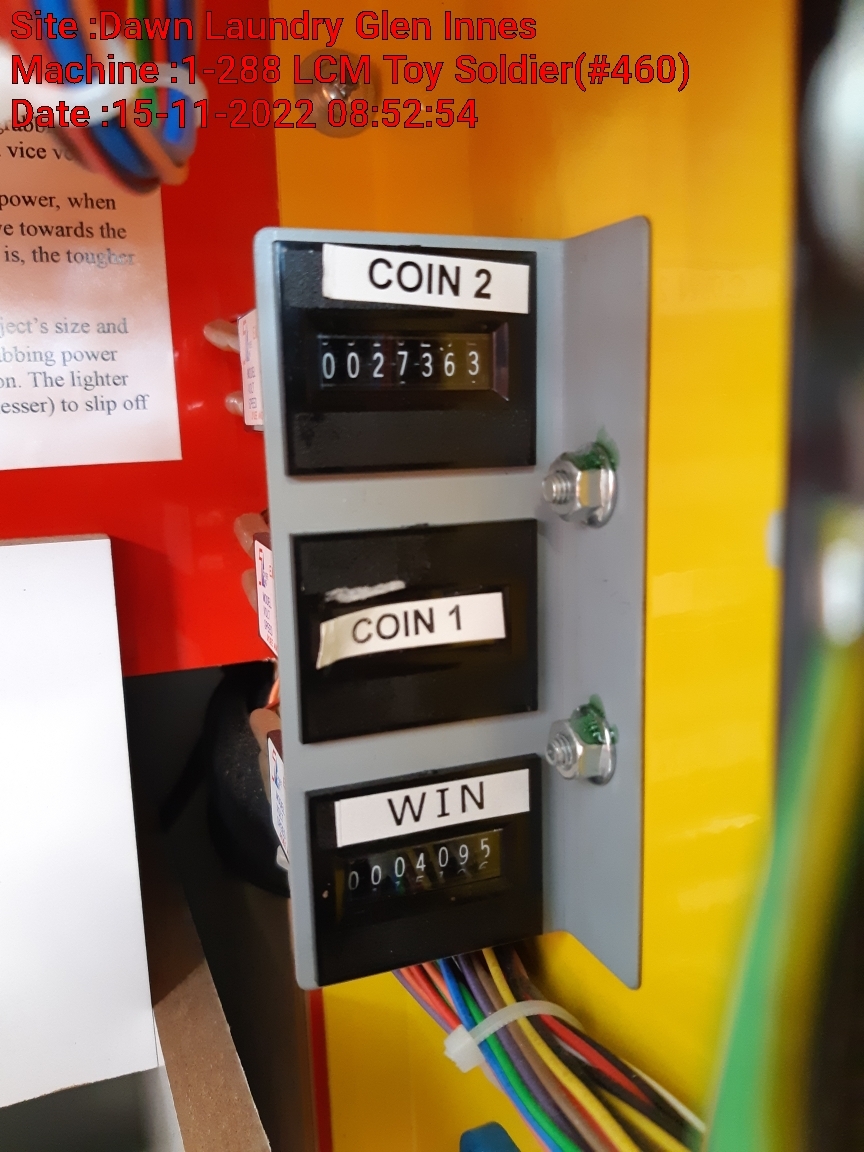 Site :Dawn Laundry Glen Innes
Machine :1-288 LCM Toy Soldier(#460)
Date :15-11-2022 08:52:54
vice
power, when
towards the
is, the tougher
ject's size and
bbing power
on. The lighter
esser) to slip off
COIN 2
0027363
COIN 1
WIN
0004095